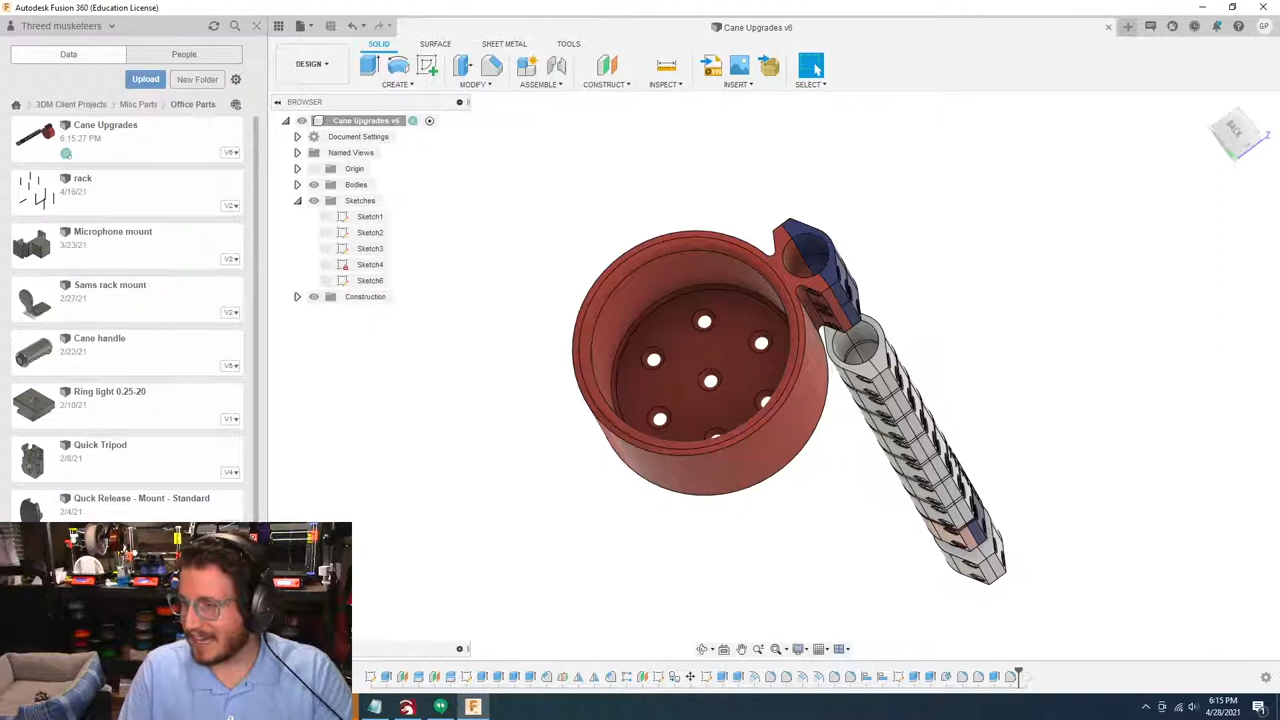 Autodesk Fusion 360 (Education License)
Threed musketeers
Cane Upgrades v6
GP
Data
People
SOLID
SURFACE
SHEET METAL
TOOLS
Upload
New Folder
DESIGN
CREATE
MODIFY
ASSEMBLE
CONSTRUCT
INSPECT
INSERT
SELECT
3DM Client Projects
Misc Parts
Office Parts
BROWSER
Cane Upgrades v6
Document Settings
Named Views
Origin
Bodies
Sketches
Sketch1
Sketch2
Sketch3
Sketch4
Sketch6
Construction
BACK
Z
Cane Upgrades
6:15:27 PM
V6
rack
4/16/21
V2
Microphone mount
3/23/21
V2
Sams rack mount
2/27/21
V2
Cane handle
2/22/21
V5
Ring light 0.25-20
2/10/21
V1
Quick Tripod
2/8/21
V4
Quck Release - Mount - Standard
2/4/21
6:15 PM
4/28/2021